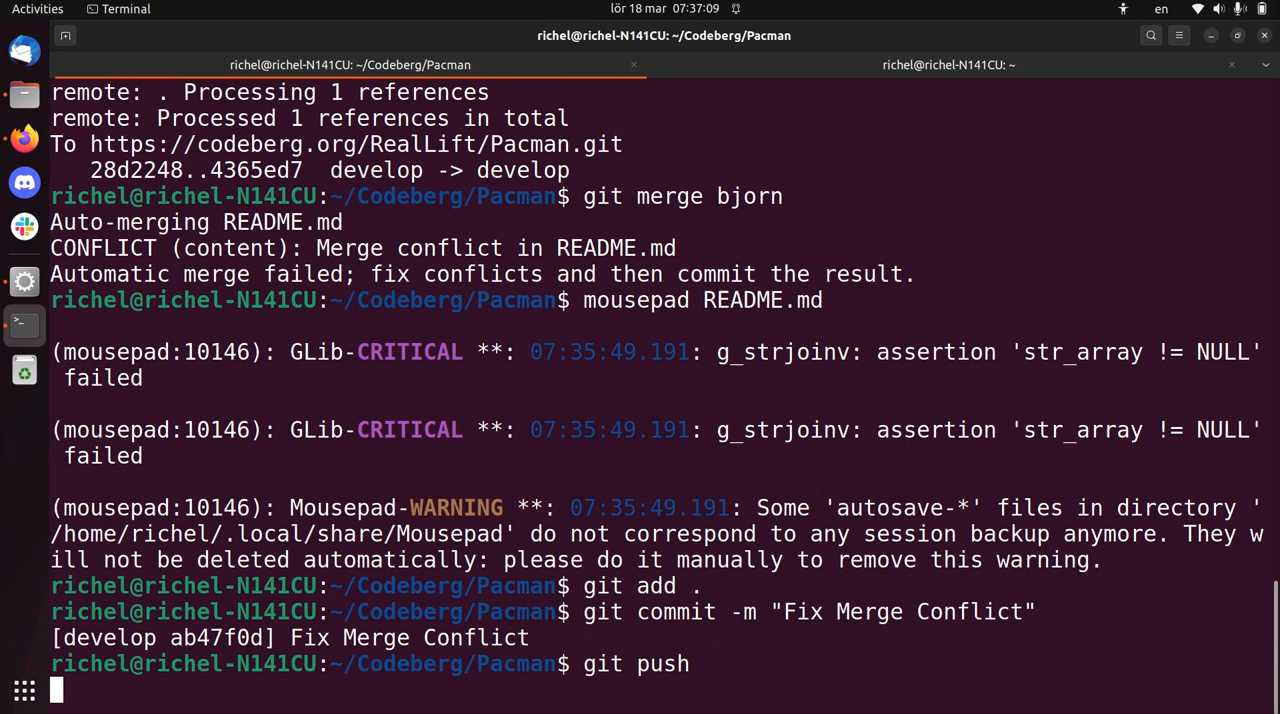 Activities Terminal lör 18 mar 07:37:09 en
richel@richel-N141CU: ~/Codeberg/Pacman
richel@richel-N141CU: ~/Codeberg/Pacman × richel@richel-N141CU: ~ ×
remote: . Processing 1 references
remote: Processed 1 references in total
To https://codeberg.org/RealLift/Pacman.git
28d2248..4365ed7 develop -> develop
richel@richel-N141CU:~/Codeberg/Pacman$ git merge bjorn
Auto-merging README.md
CONFLICT (content): Merge conflict in README.md
Automatic merge failed; fix conflicts and then commit the result.
richel@richel-N141CU:~/Codeberg/Pacman$ mousepad README.md
(mousepad:10146): GLib-CRITICAL **: 07:35:49.191: g_strjoinv: assertion 'str_array != NULL'
failed
(mousepad:10146): GLib-CRITICAL **: 07:35:49.191: g_strjoinv: assertion 'str_array != NULL'
failed
(mousepad:10146): Mousepad-WARNING **: 07:35:49.191: Some 'autosave-*' files in directory '
/home/richel/.local/share/Mousepad' do not correspond to any session backup anymore. They w
ill not be deleted automatically: please do it manually to remove this warning.
richel@richel-N141CU:~/Codeberg/Pacman$ git add .
richel@richel-N141CU:~/Codeberg/Pacman$ git commit -m "Fix Merge Conflict"
[develop ab47f0d] Fix Merge Conflict
richel@richel-N141CU:~/Codeberg/Pacman$ git push